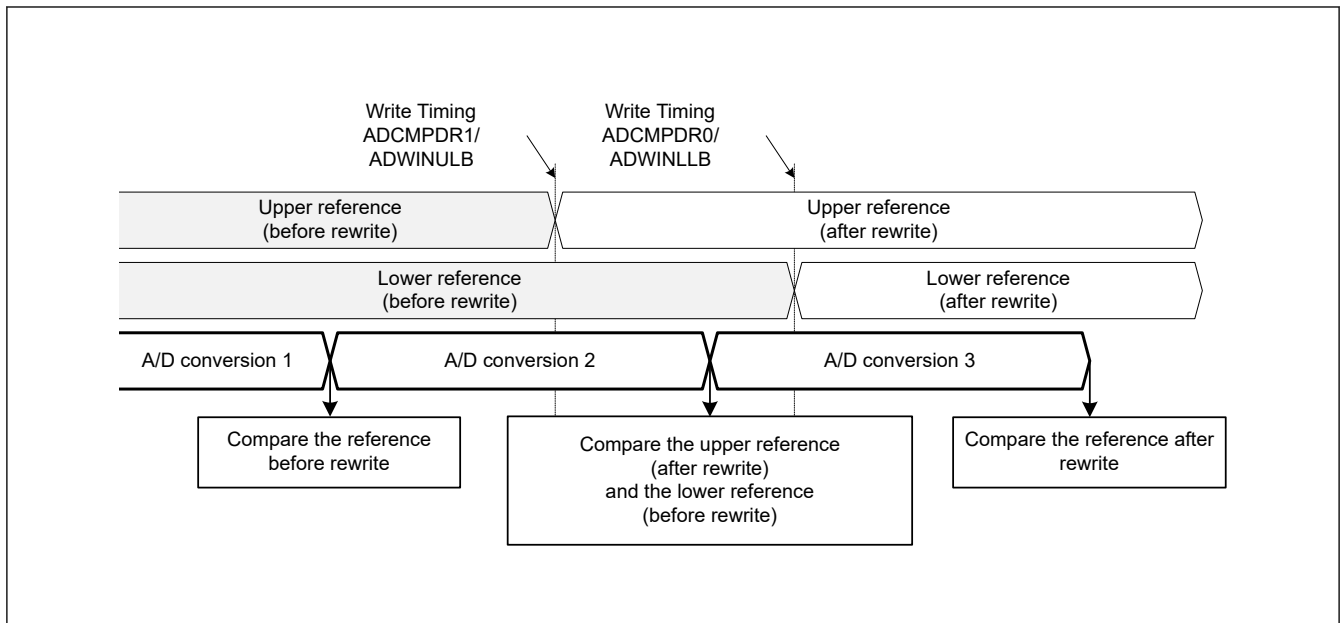 Write Timing
ADCMPDR1/
ADWINULB
Write Timing
ADCMPDR0/
ADWINLLB
Upper reference
(before rewrite)
Upper reference
(after rewrite)
Lower reference
(before rewrite)
Lower reference
(after rewrite)
A/D conversion 1
A/D conversion 2
A/D conversion 3
Compare the reference
before rewrite
Compare the upper reference
(after rewrite)
and the lower reference
(before rewrite)
Compare the reference after
rewrite